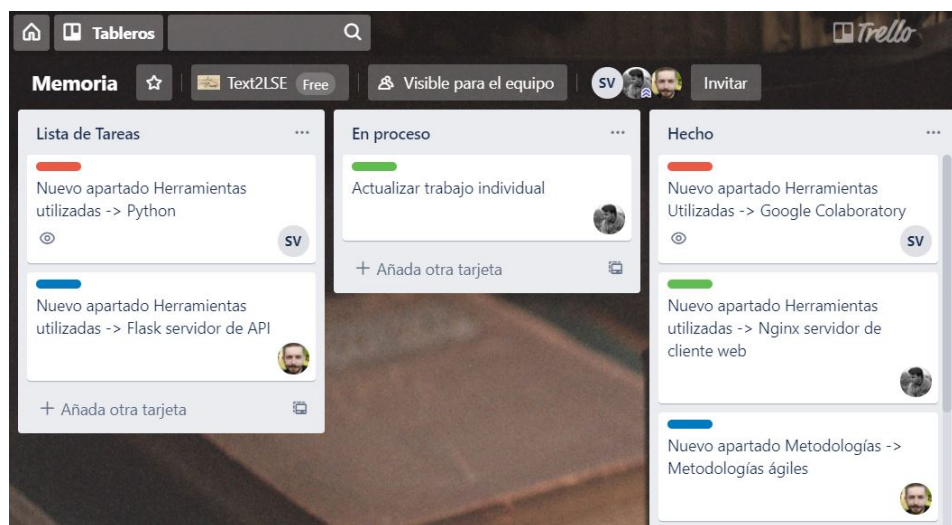 Tableros
Trello
Memoria
Text2LSE Free
Visible para el equipo
SV
Invitar
Lista de Tareas
Nuevo apartado Herramientas
utilizadas -> Python
SV
Nuevo apartado Herramientas
utilizadas -> Flask servidor de API
+ Añada otra tarjeta
En proceso
Actualizar trabajo individual
+ Añada otra tarjeta
Hecho
Nuevo apartado Herramientas
Utilizadas -> Google Colaboratory
SV
Nuevo apartado Herramientas
utilizadas -> Nginx servidor de
cliente web
Nuevo apartado Metodologías ->
Metodologías ágiles